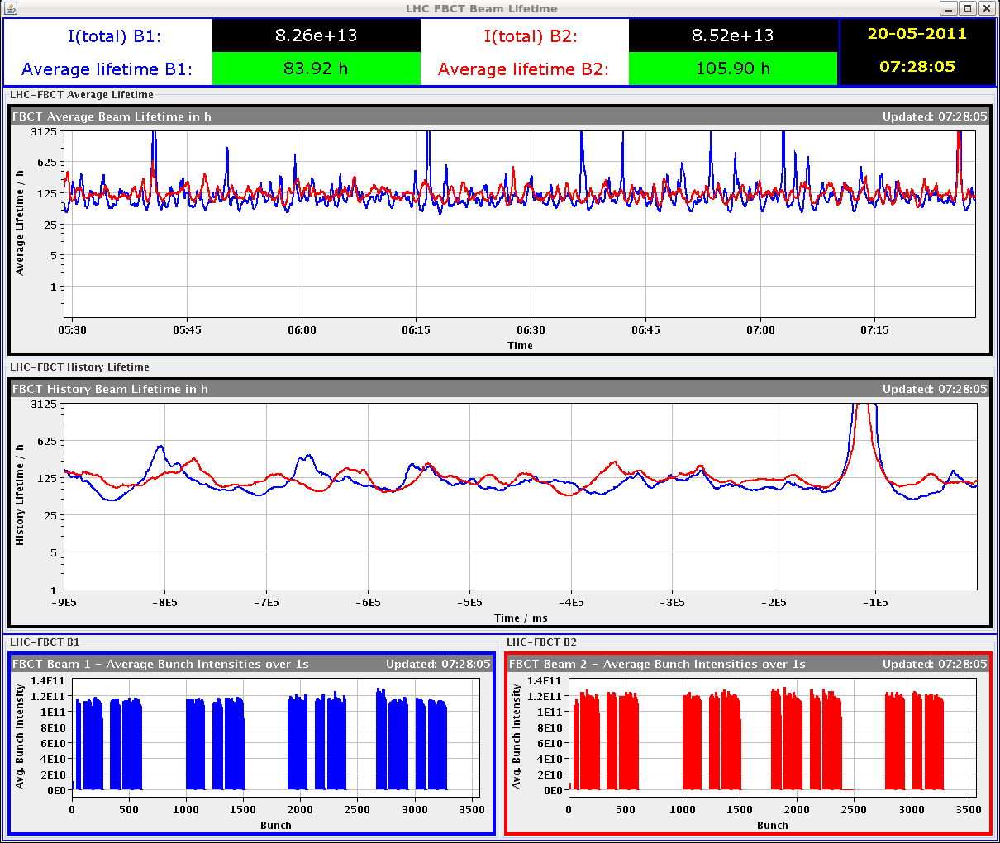 LHC FBCT Beam Lifetime
I(total) B1: 8.26e+13 I(total) B2: 8.52e+13 20-05-2011
Average lifetime B1: 83.92 h Average lifetime B2: 105.90 h 07:28:05
LHC-FBCT Average Lifetime
FBCT Average Beam Lifetime in h Updated: 07:28:05
3125
625
125
25
5
1
Average Lifetime / h
05:30 05:45 06:00 06:15 06:30 06:45 07:00 07:15
Time
LHC-FBCT History Lifetime
FBCT History Beam Lifetime in h Updated: 07:28:05
3125
625
125
25
5
1
History Lifetime / h
-9E5 -8E5 -7E5 -6E5 -5E5 -4E5 -3E5 -2E5 -1E5
Time / ms
LHC-FBCT B1
FBCT Beam 1 - Average Bunch Intensities over 1s Updated: 07:28:05
1.4E11
1.2E11
1E11
8E10
6E10
4E10
2E10
0E0
Avg. Bunch Intensity
0 500 1000 1500 2000 2500 3000 3500
Bunch
LHC-FBCT B2
FBCT Beam 2 - Average Bunch Intensities over 1s Updated: 07:28:05
1.4E11
1.2E11
1E11
8E10
6E10
4E10
2E10
0E0
Avg. Bunch Intensity
0 500 1000 1500 2000 2500 3000 3500
Bunch